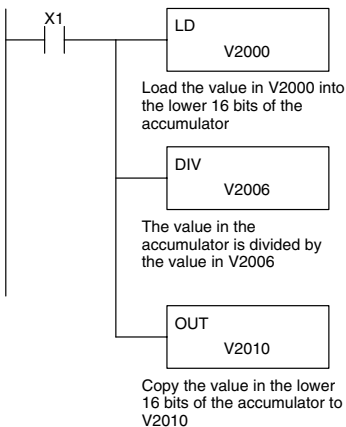 X1
LD
V2000
Load the value in V2000 into
the lower 16 bits of the
accumulator
DIV
V2006
The value in the
accumulator is divided by
the value in V2006
OUT
V2010
Copy the value in the lower
16 bits of the accumulator to
V2010